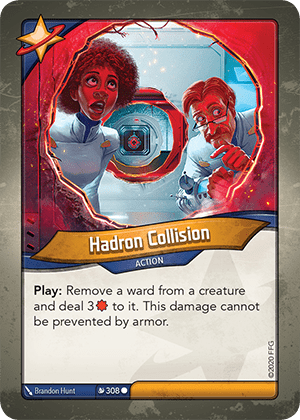 Hadron Collision
ACTION
Play: Remove a ward from a creature
and deal 3 to it. This damage cannot
be prevented by armor.
Brandon Hunt
308
©2020 FFG